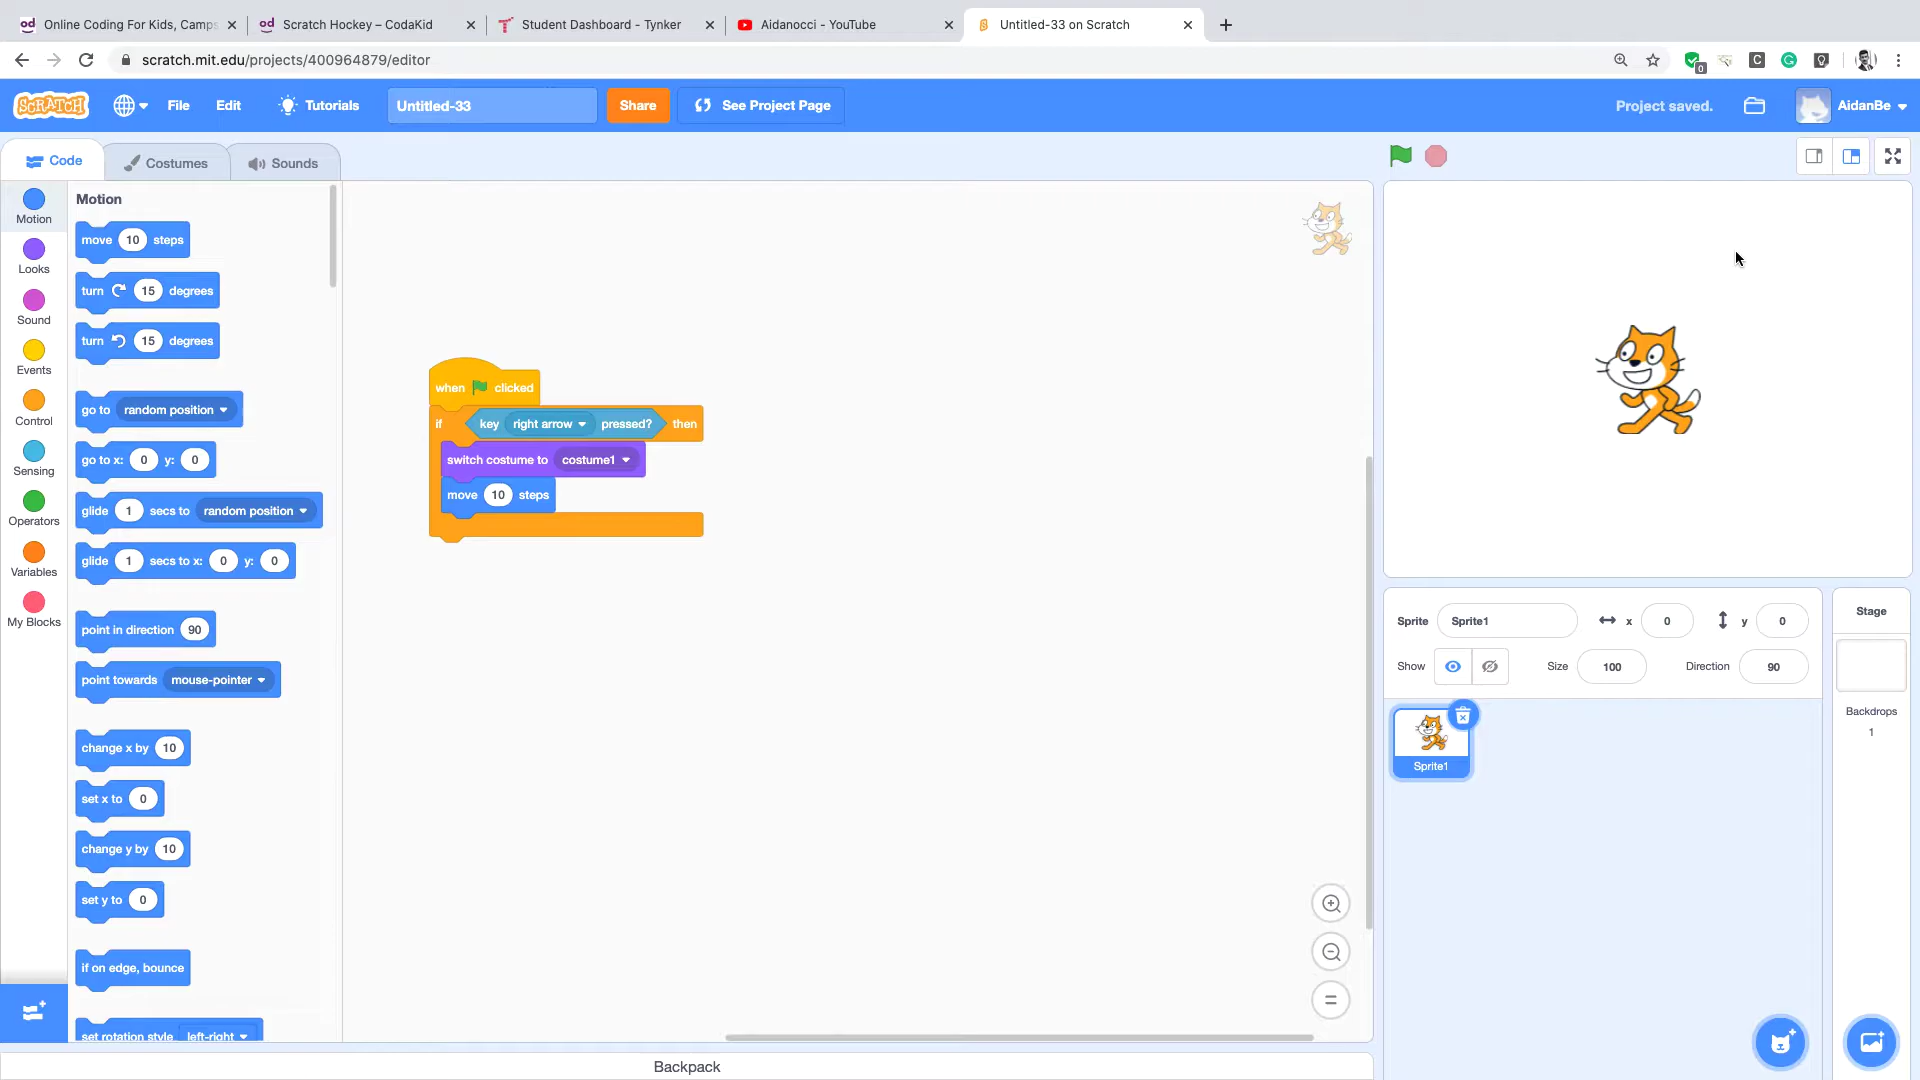 Online Coding For Kids, Camps
Scratch Hockey – CodaKid
Student Dashboard - Tynker
Aidanocci - YouTube
Untitled-33 on Scratch
scratch.mit.edu/projects/400964879/editor
0
C
SCRATCH
File
Edit
Tutorials
Untitled-33
Share
See Project Page
Project saved.
AidanBe
Code
Costumes
Sounds
Motion
Looks
Sound
Events
Control
Sensing
Operators
Variables
My Blocks
Motion
move 10 steps
turn 15 degrees
turn 15 degrees
go to random position
go to x: 0 y: 0
glide 1 secs to random position
glide 1 secs to x: 0 y: 0
point in direction 90
point towards mouse-pointer
change x by 10
set x to 0
change y by 10
set y to 0
if on edge, bounce
set rotation style left-right
when clicked
if key right arrow pressed? then
switch costume to costume1
move 10 steps
Sprite Sprite1 x 0 y 0
Show Size 100 Direction 90
Sprite1
Stage
Backdrops
1
Backpack